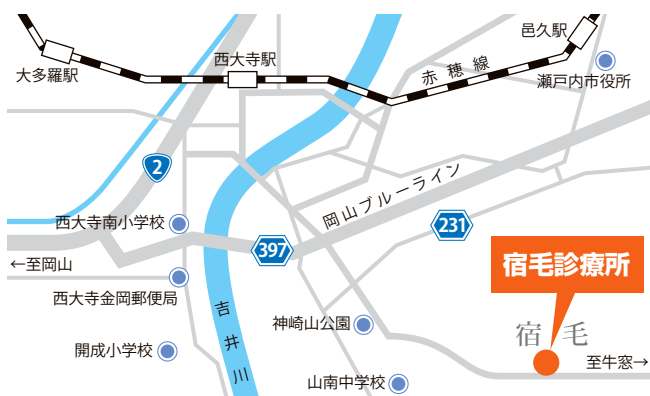 邑久駅
西大寺駅
大多羅駅
赤穂線
瀬戸内市役所
2
岡山ブルーライン
西大寺南小学校
231
397
←至岡山
宿毛診療所
西大寺金岡郵便局
吉井川
神崎山公園
宿毛
開成小学校
至牛窓→
山南中学校